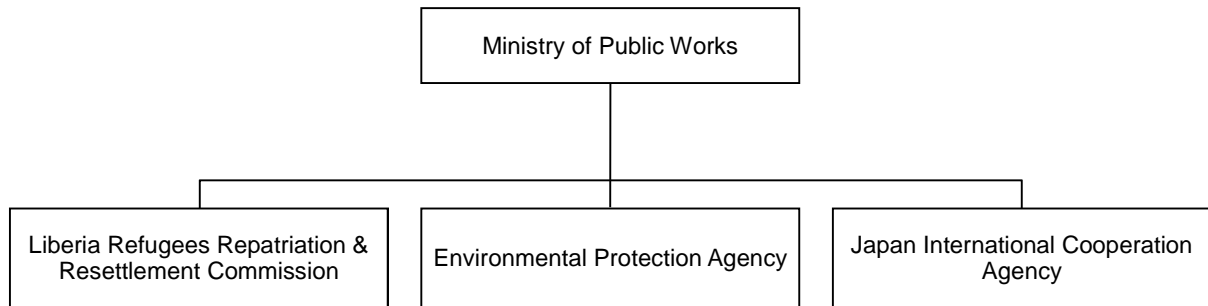 Ministry of Public Works
Liberia Refugees Repatriation &
Resettlement Commission
Environmental Protection Agency
Japan International Cooperation
Agency